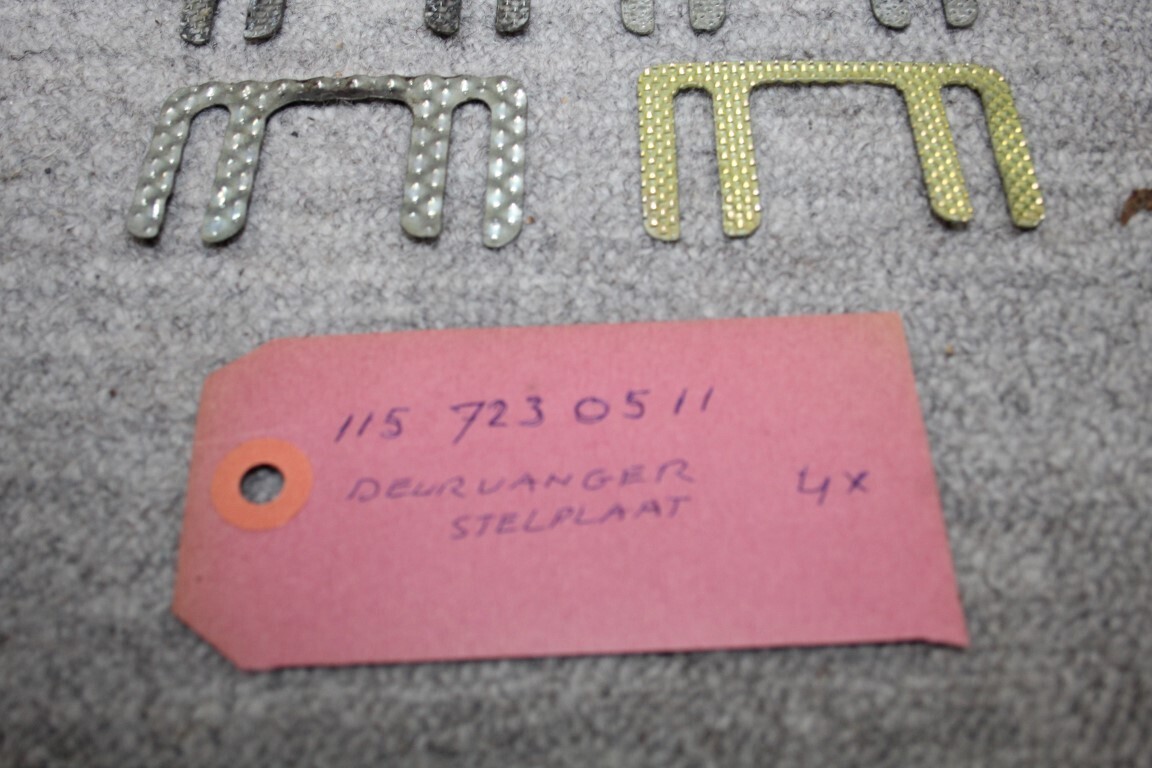 115 723 05 11
DEURVANGER 4x
STELPLAAT